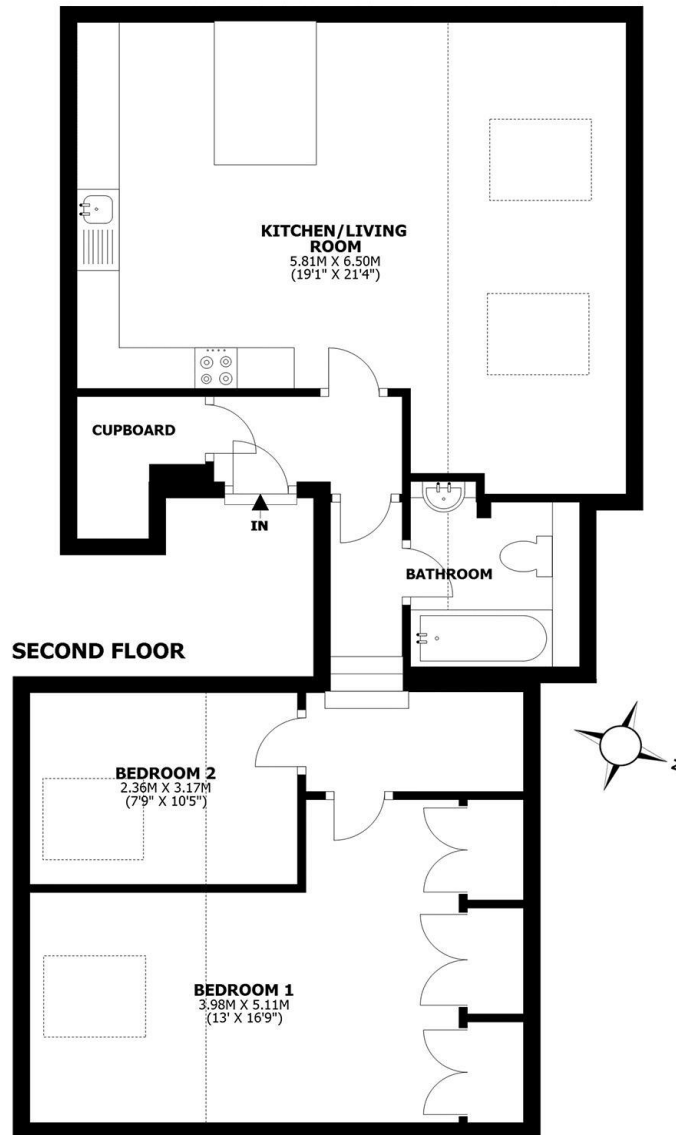 KITCHEN/LIVING
ROOM
5.81M X 6.50M
(19'1" X 21'4")
CUPBOARD
IN
BATHROOM
SECOND FLOOR
BEDROOM 2
2.36M X 3.17M
(7'9" X 10'5")
N
BEDROOM 1
3.98M X 5.11M
(13' X 16'9")